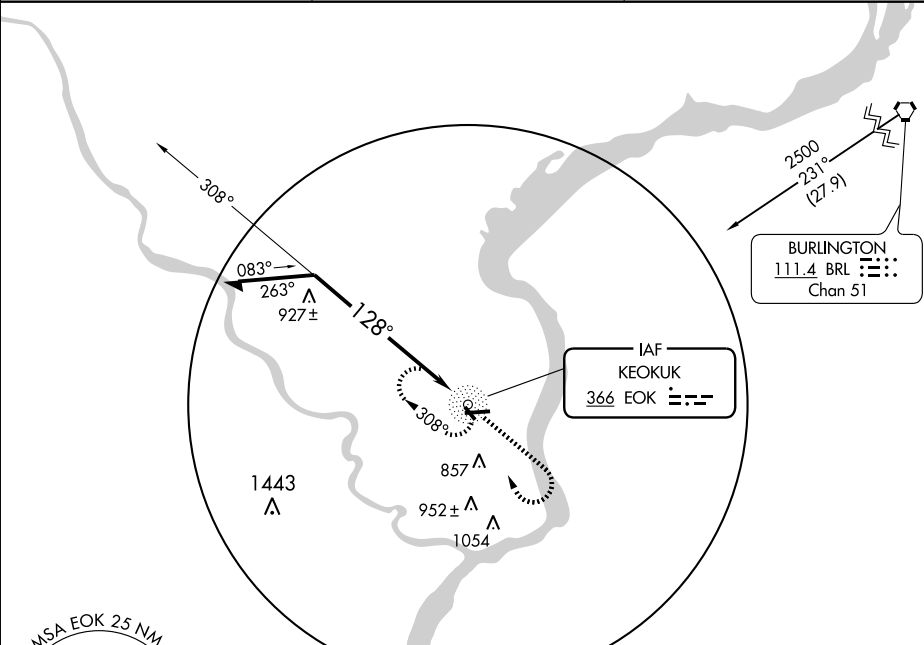 308°
2500
231°
(27.9)
BURLINGTON
111.4 BRL
Chan 51
083°
263°
927±
128°
IAF
KEOKUK
366 EOK
308°
857
1443
952±
1054
MSA EOK 25 NM